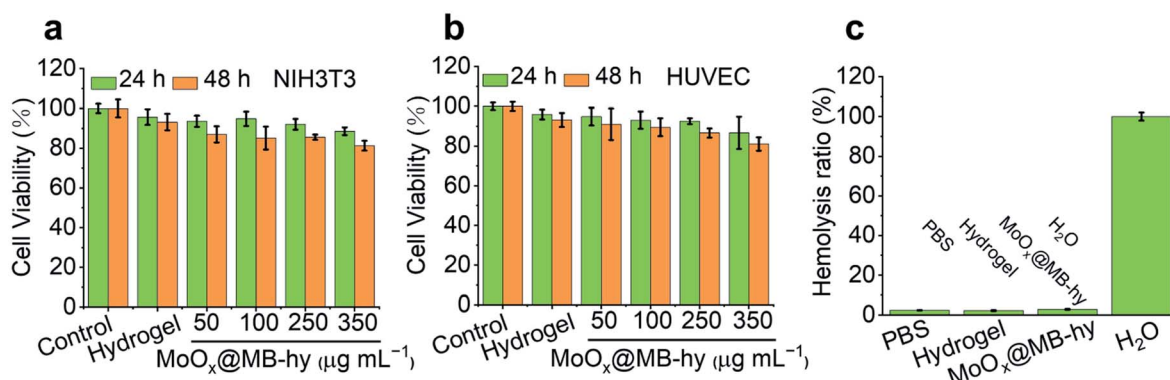 a
24 h 48 h NIH3T3
Cell Viability (%)
120
100
80
60
40
20
0
Control
Hydrogel
50 100 250 350
MoOₓ@MB-hy (μg mL⁻¹)
b
24 h 48 h HUVEC
Cell Viability (%)
120
100
80
60
40
20
0
Control
Hydrogel
50 100 250 350
MoOₓ@MB-hy (μg mL⁻¹)
c
Hemolysis ratio (%)
120
100
80
60
40
20
0
PBS
Hydrogel
MoOₓ@MB-hy
H₂O
PBS
Hydrogel
MoOₓ@MB-hy
H₂O